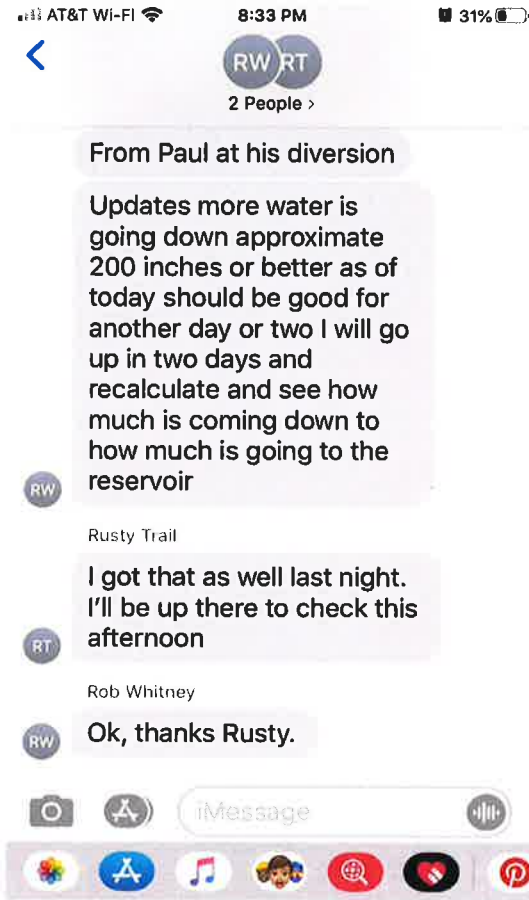 AT&T Wi-Fi
8:33 PM
31%
RW RT
2 People >
From Paul at his diversion
Updates more water is
going down approximate
200 inches or better as of
today should be good for
another day or two I will go
up in two days and
recalculate and see how
much is coming down to
how much is going to the
reservoir
RW
Rusty Trail
I got that as well last night.
I'll be up there to check this
afternoon
RT
Rob Whitney
Ok, thanks Rusty.
RW
iMessage